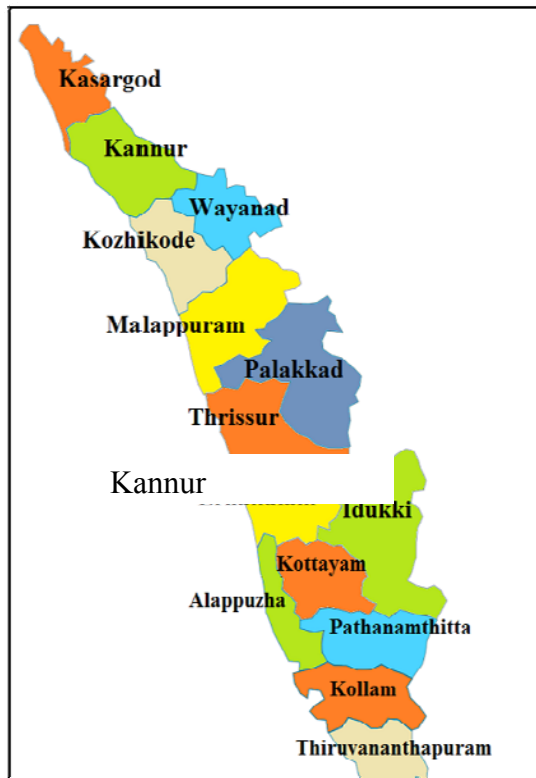 Kasargod
Kannur
Wayanad
Kozhikode
Malappuram
Palakkad
Thrissur
Kannur
Idukki
Kottayam
Alappuzha
Pathanamthitta
Kollam
Thiruvananthapuram